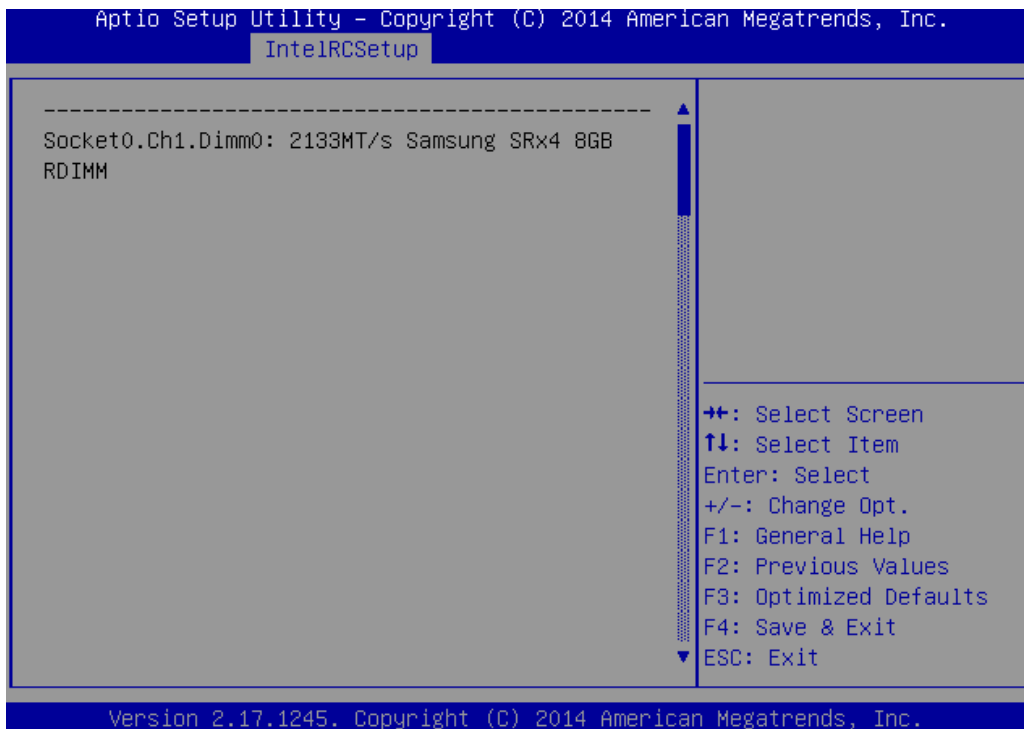 Aptio Setup Utility – Copyright (C) 2014 American Megatrends, Inc.
IntelRCSetup
------------------------------------------------
Socket0.Ch1.Dimm0: 2133MT/s Samsung SRx4 8GB
RDIMM
→←: Select Screen
↑↓: Select Item
Enter: Select
+/-: Change Opt.
F1: General Help
F2: Previous Values
F3: Optimized Defaults
F4: Save & Exit
ESC: Exit
Version 2.17.1245. Copyright (C) 2014 American Megatrends, Inc.